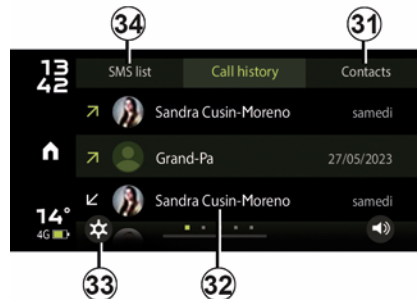 34
31
13
42
SMS list
Call history
Contacts
Sandra Cusin-Moreno
samedi
Grand-Pa
27/05/2023
Sandra Cusin-Moreno
samedi
14°
4G
33
32